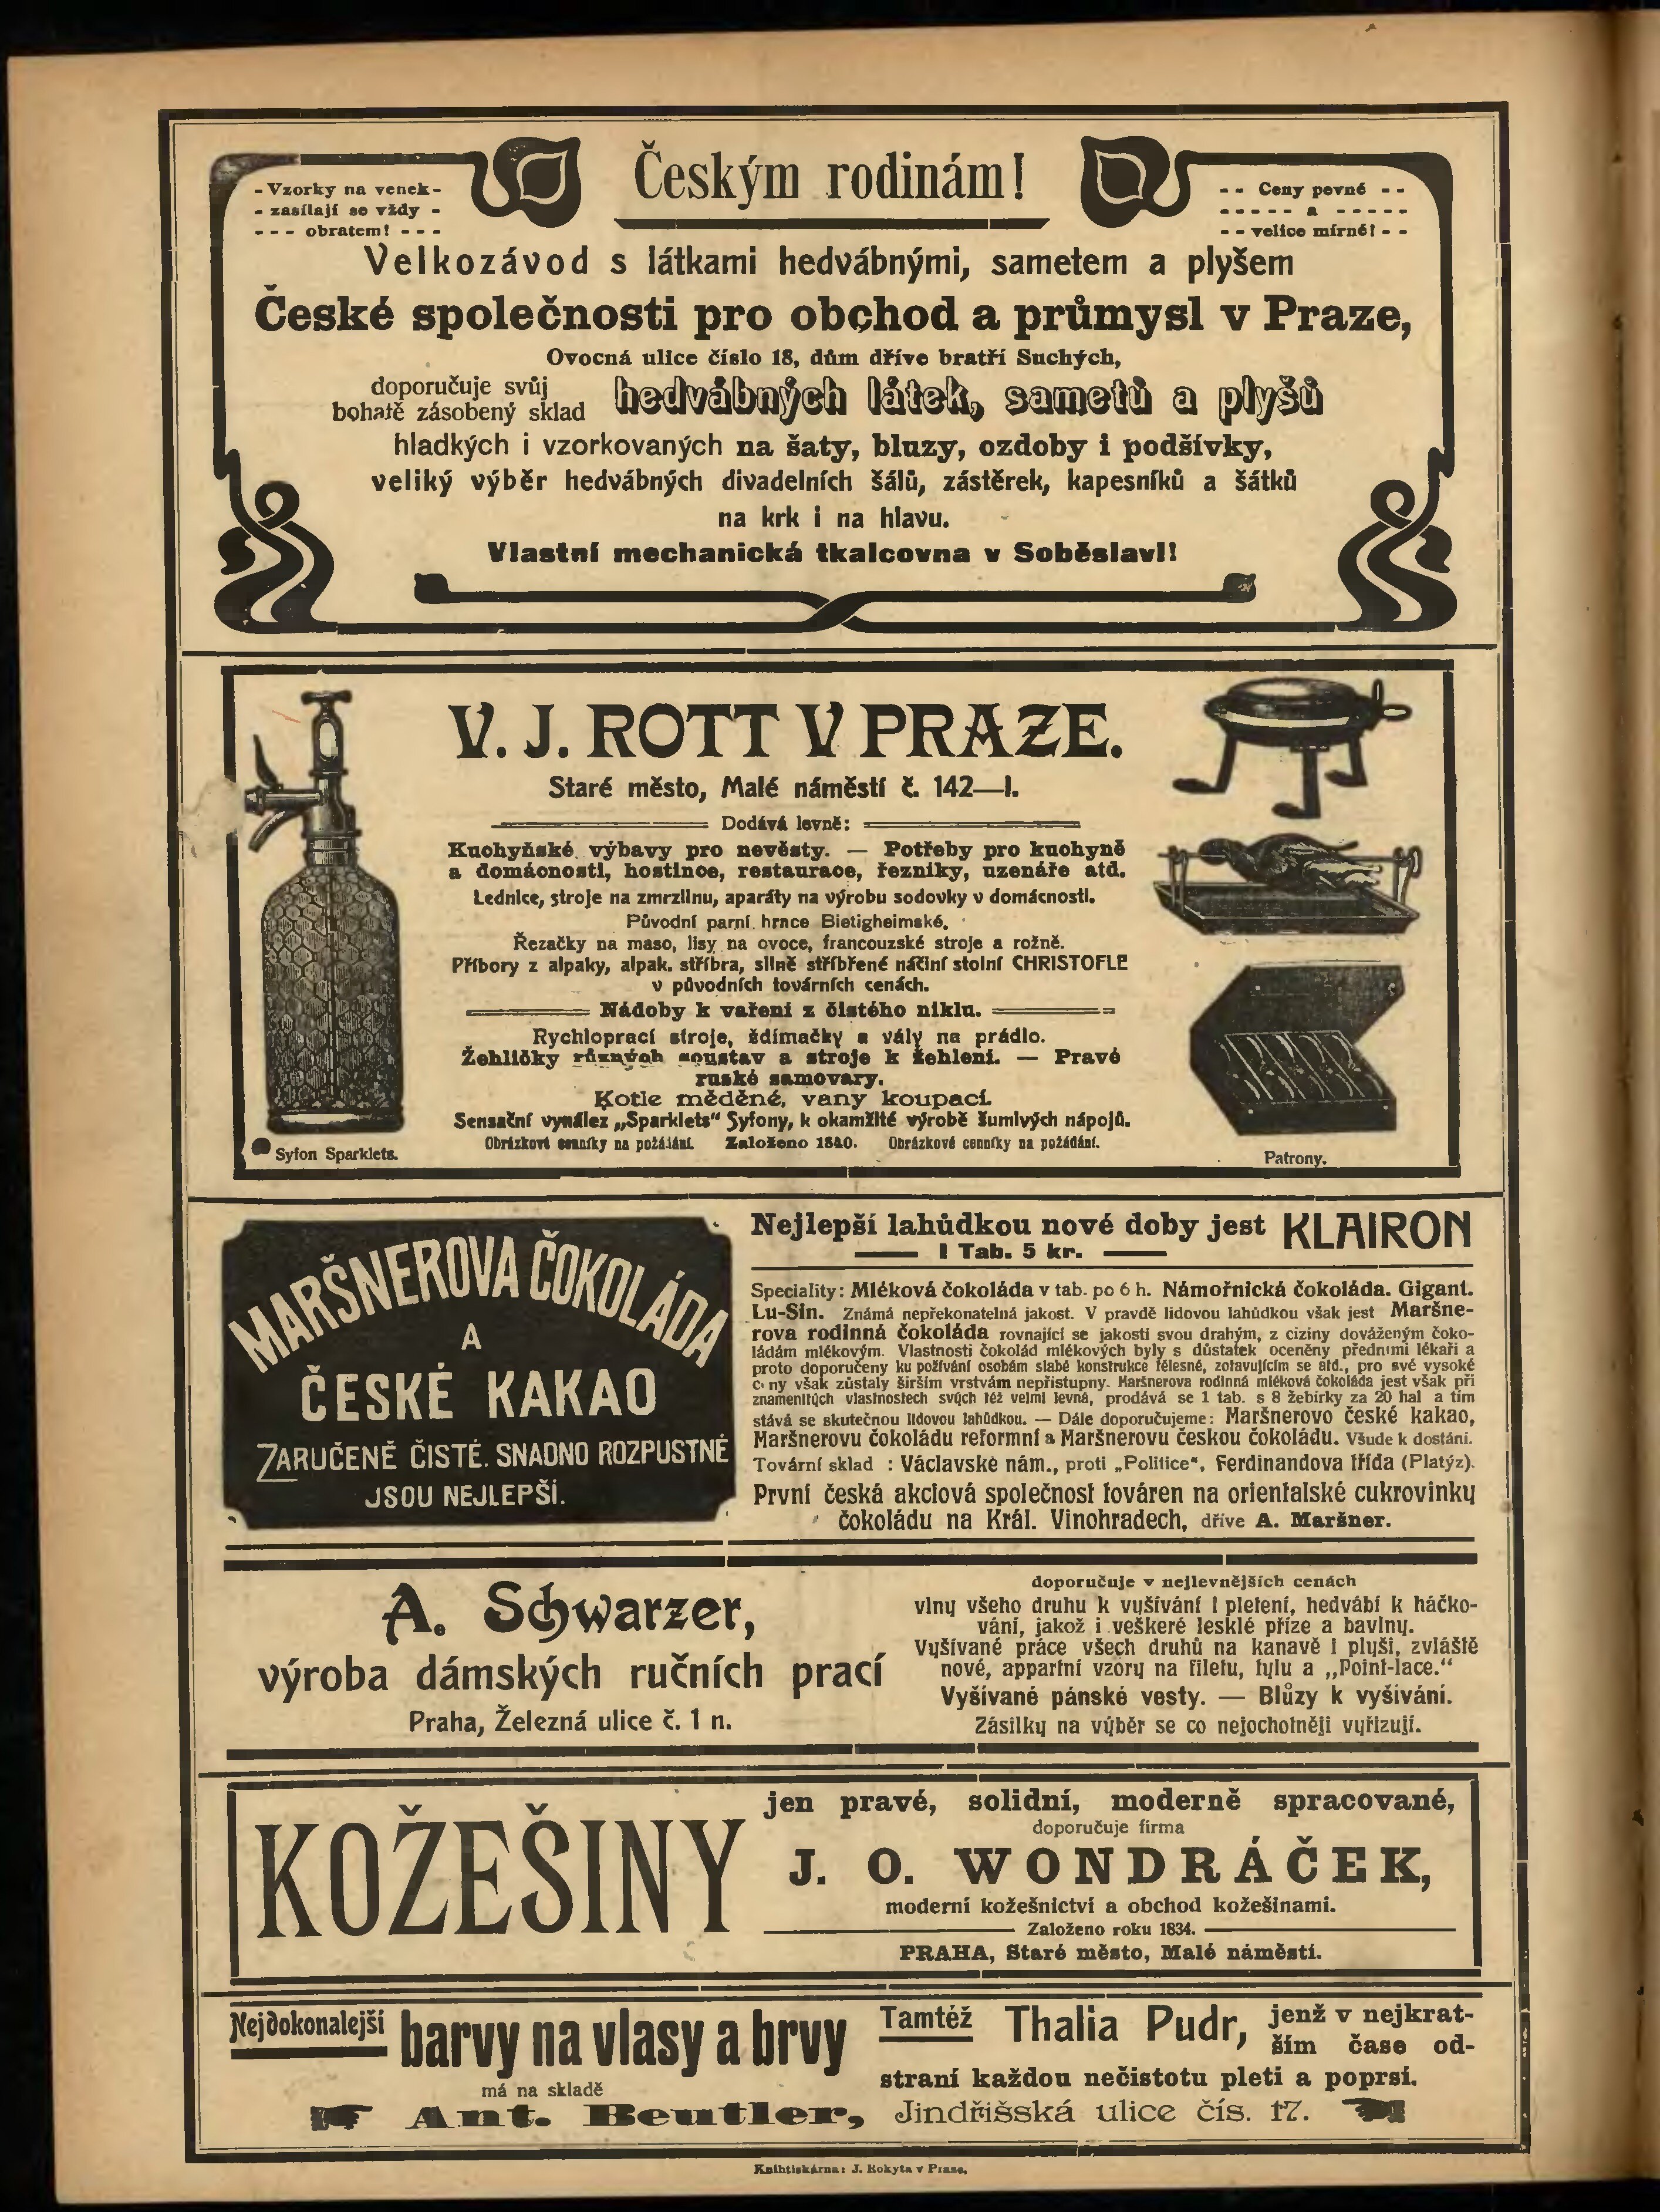 Českým rodinám!
- Vzorky na venek -
- zasílají se vždy -
- - - obratem! - - -
- - Ceny pevné - -
- - - - - a - - - - -
- - velice mírné! - -
Velkozávod s látkami hedvábnými, sametem a plyšem
České společnosti pro obchod a průmysl v Praze,
Ovocná ulice číslo 18, dům dříve bratří Suchých,
doporučuje svůj
bohatě zásobený sklad hedvábných látek, sametů a plyšů
hladkých i vzorkovaných na šaty, bluzy, ozdoby i podšívky,
veliký výběr hedvábných divadelních šálů, zástěrek, kapesníků a šátků
na krk i na hlavu.
Vlastní mechanická tkalcovna v Soběslavi!
V. J. ROTT V PRAZE.
Staré město, Malé náměstí č. 142—I.
Dodává levně:
Kuchyňské výbavy pro nevěsty. — Potřeby pro kuchyně
a domácnosti, hostince, restaurace, řezníky, uzenáře atd.
Lednice, stroje na zmrzlinu, aparáty na výrobu sodovky v domácnosti.
Původní parní hrnce Bietigheimské.
Řezačky na maso, lisy na ovoce, francouzské stroje a rožně.
Příbory z alpaky, alpak. stříbra, silně stříbřené náčiní stolní CHRISTOFLE
v původních továrních cenách.
Nádoby k vaření z čistého niklu.
Rychloprací stroje, ždímačky a vály na prádlo.
Žehličky různých soustav a stroje k žehlení. — Pravé
ruské samovary.
Kotle měděné, vany koupací.
Sensační vynález „Sparklets“ Syfony, k okamžité výrobě šumivých nápojů.
Obrázkové cenníky na požádání. Založeno 1840. Obrázkové cenníky na požádání.
Syfon Sparklets.
Patrony.
MARŠNEROVA ČOKOLÁDA
A
ČESKÉ KAKAO
ZARUČENĚ ČISTÉ. SNADNO ROZPUSTNÉ
JSOU NEJLEPŠÍ.
Nejlepší lahůdkou nové doby jest KLAIRON
1 Tab. 5 kr.
Speciality: Mléková čokoláda v tab. po 6 h. Námořnická čokoláda. Gigant.
Lu-Sin. Známá nepřekonatelná jakost. V pravdě lidovou lahůdkou však jest Maršne-
rova rodinná čokoláda rovnající se jakostí svou drahým, z ciziny dováženým čoko-
ládám mlékovým. Vlastnosti čokolád mlékových byly s důstatek oceněny předními lékaři a
proto doporučeny ku požívání osobám slabé konstrukce tělesné, zotavujícím se atd., pro své vysoké
ceny však zůstaly širším vrstvám nepřístupny. Maršnerova rodinná mléková čokoláda jest však při
znamenitých vlastnostech svých též velmi levná, prodává se 1 tab. s 8 žebírky za 20 hal a tím
stává se skutečnou lidovou lahůdkou. — Dále doporučujeme: Maršnerovo české kakao,
Maršnerovu čokoládu reformní a Maršnerovu českou čokoládu. Všude k dostání.
Tovární sklad : Václavské nám., proti „Politice“, Ferdinandova třída (Platýz).
První česká akciová společnost továren na orientalské cukrovinky
čokoládu na Král. Vinohradech, dříve A. Maršner.
A. Schwarzer,
výroba dámských ručních prací
Praha, Železná ulice č. 1 n.
doporučuje v nejlevnějších cenách
vlny všeho druhu k vyšívání i pletení, hedvábí k háčko-
vání, jakož i veškeré lesklé příze a bavlny.
Vyšívané práce všech druhů na kanavě i plyši, zvláště
nové, appartní vzory na filetu, tylu a „Point-lace.“
Vyšívané pánské vesty. — Blůzy k vyšívání.
Zásilky na výběr se co nejochotněji vyřizují.
KOŽEŠINY
jen pravé, solidní, moderně spracované,
doporučuje firma
J. O. WONDRÁČEK,
moderní kožešnictví a obchod kožešinami.
Založeno roku 1834.
PRAHA, Staré město, Malé náměstí.
Nejdokonalejší barvy na vlasy a brvy
má na skladě
Tamtéž Thalia Pudr, jenž v nejkrat-
ším čase od-
straní každou nečistotu pleti a poprsí.
Ant. Beutler, Jindřišská ulice čís. 17.
Knihtiskárna: J. Rokyta v Praze.